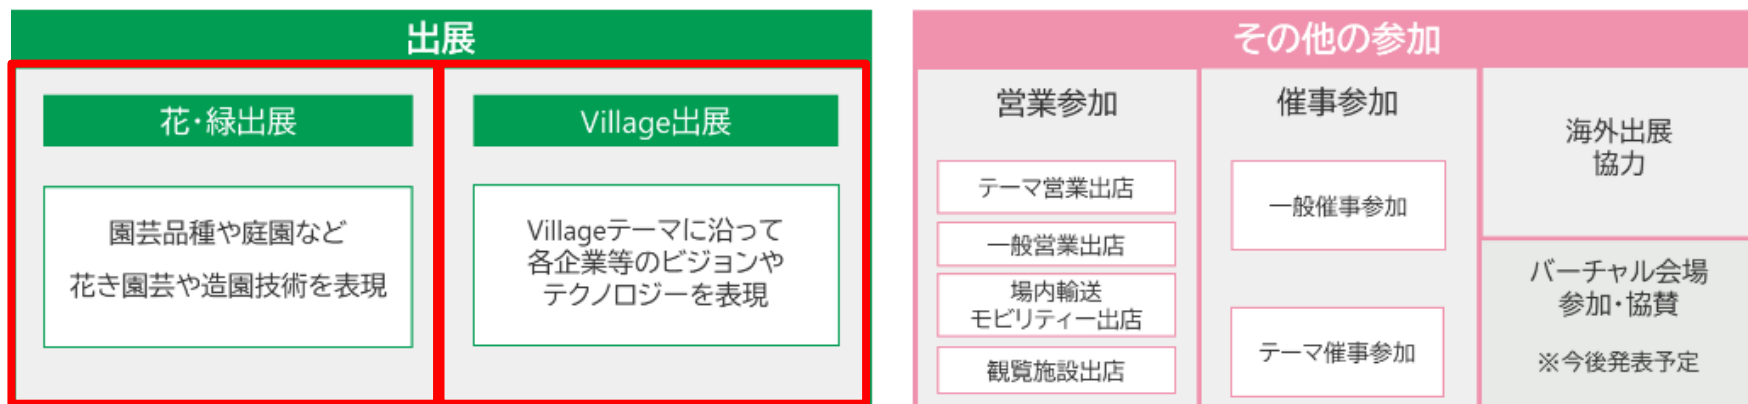 出展
花・緑出展
園芸品種や庭園など
花き園芸や造園技術を表現
Village出展
Villageテーマに沿って
各企業等のビジョンや
テクノロジーを表現
その他の参加
営業参加
テーマ営業出店
一般営業出店
場内輸送
モビリティー出店
観覧施設出店
催事参加
一般催事参加
テーマ催事参加
海外出展
協力
バーチャル会場
参加・協賛
※今後発表予定